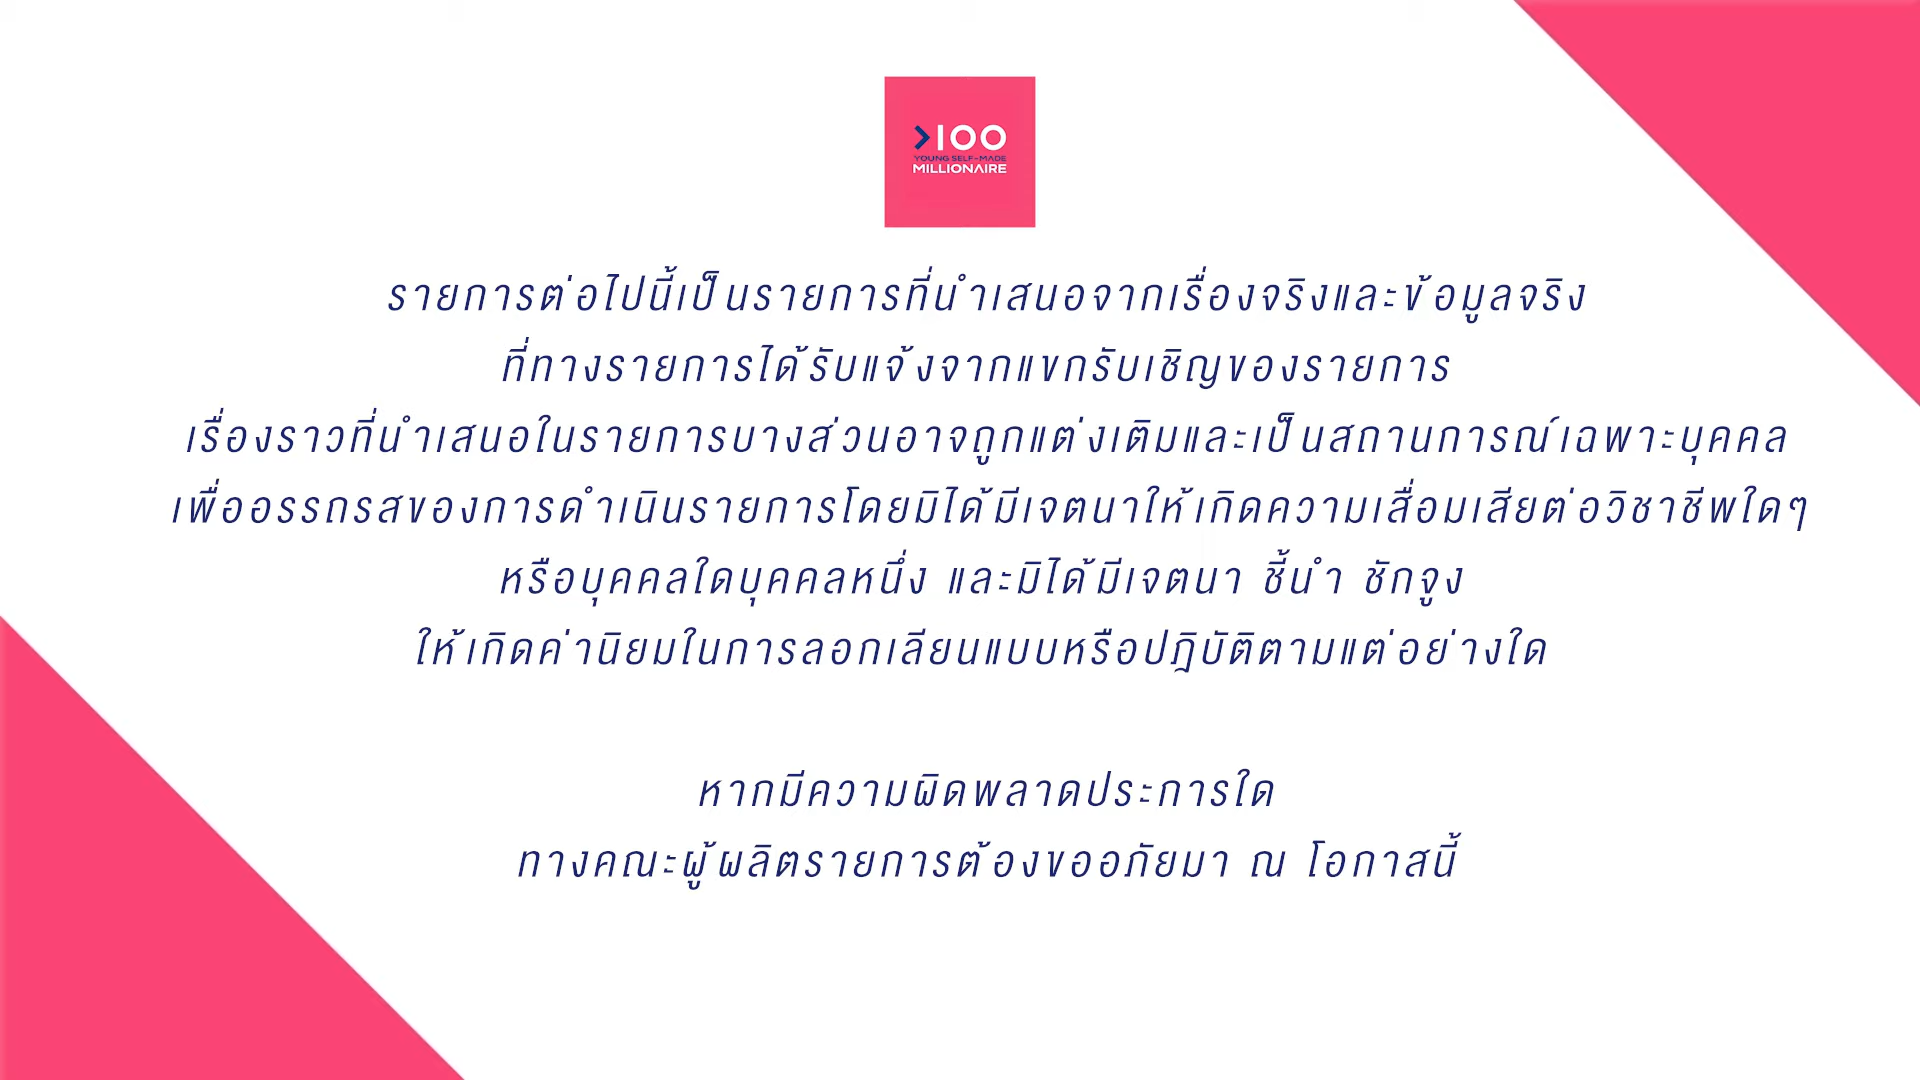 >100
YOUNG SELF-MADE
MILLIONAIRE
รายการต่อไปนี้เป็นรายการที่นำเสนอจากเรื่องจริงและข้อมูลจริง
ที่ทางรายการได้รับแจ้งจากแขกรับเชิญของรายการ
เรื่องราวที่นำเสนอในรายการบางส่วนอาจถูกแต่งเติมและเป็นสถานการณ์เฉพาะบุคคล
เพื่ออรรถรสของการดำเนินรายการโดยมิได้มีเจตนาให้เกิดความเสื่อมเสียต่อวิชาชีพใดๆ
หรือบุคคลใดบุคคลหนึ่ง และมิได้มีเจตนา ชี้นำ ชักจูง
ให้เกิดค่านิยมในการลอกเลียนแบบหรือปฎิบัติตามแต่อย่างใด
หากมีความผิดพลาดประการใด
ทางคณะผู้ผลิตรายการต้องขออภัยมา ณ โอกาสนี้